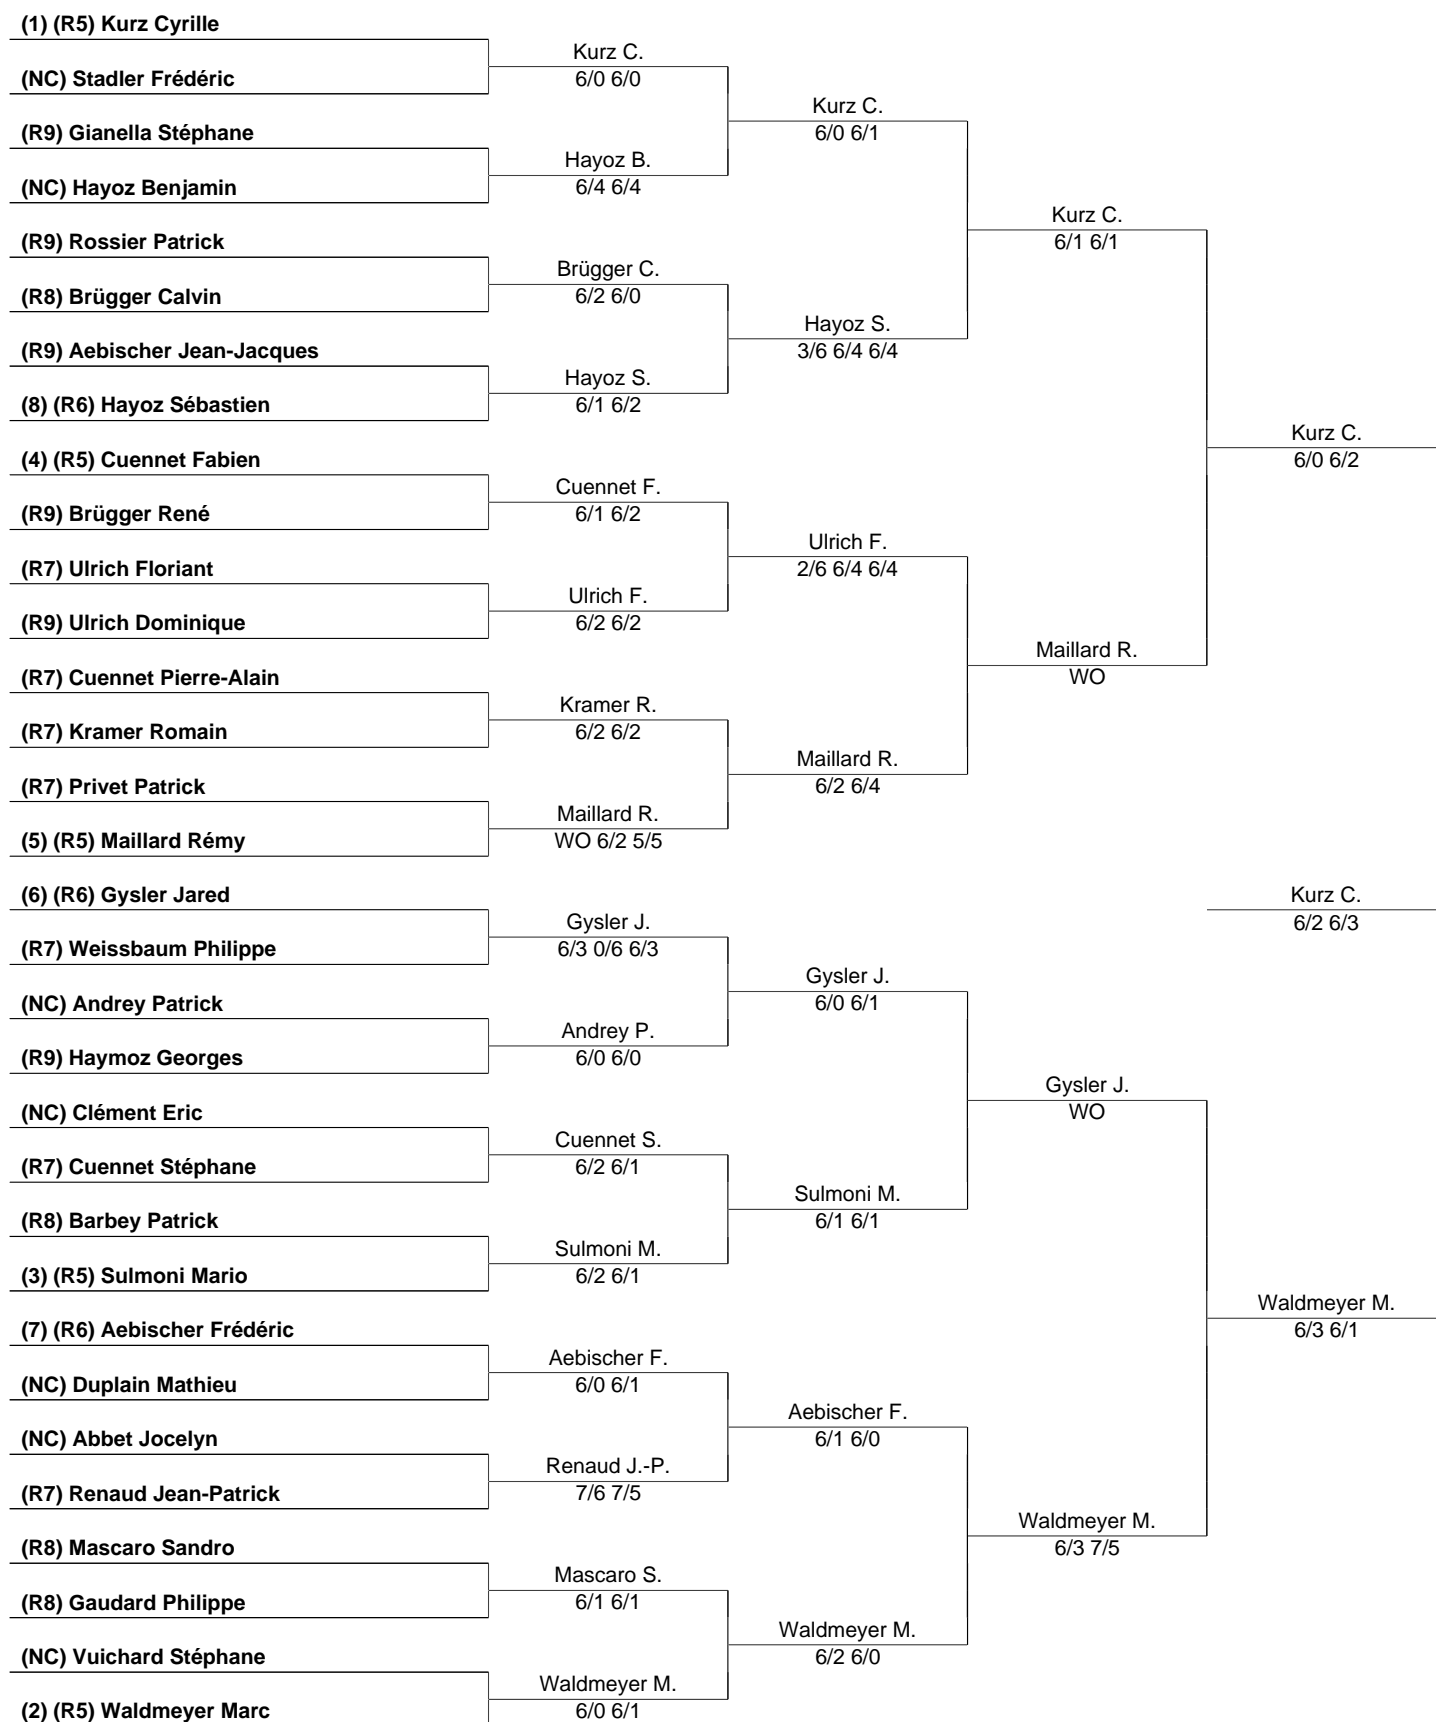 (1) (R5) Kurz Cyrille
(NC) Stadler Frédéric
(R9) Gianella Stéphane
(NC) Hayoz Benjamin
(R9) Rossier Patrick
(R8) Brügger Calvin
(R9) Aebischer Jean-Jacques
(8) (R6) Hayoz Sébastien
(4) (R5) Cuennet Fabien
(R9) Brügger René
(R7) Ulrich Floriant
(R9) Ulrich Dominique
(R7) Cuennet Pierre-Alain
(R7) Kramer Romain
(R7) Privet Patrick
(5) (R5) Maillard Rémy
(6) (R6) Gysler Jared
(R7) Weissbaum Philippe
(NC) Andrey Patrick
(R9) Haymoz Georges
(NC) Clément Eric
(R7) Cuennet Stéphane
(R8) Barbey Patrick
(3) (R5) Sulmoni Mario
(7) (R6) Aebischer Frédéric
(NC) Duplain Mathieu
(NC) Abbet Jocelyn
(R7) Renaud Jean-Patrick
(R8) Mascaro Sandro
(R8) Gaudard Philippe
(NC) Vuichard Stéphane
(2) (R5) Waldmeyer Marc
Kurz C.
6/0 6/0
Hayoz B.
6/4 6/4
Brügger C.
6/2 6/0
Hayoz S.
6/1 6/2
Cuennet F.
6/1 6/2
Ulrich F.
6/2 6/2
Kramer R.
6/2 6/2
Maillard R.
WO 6/2 5/5
Gysler J.
6/3 0/6 6/3
Andrey P.
6/0 6/0
Cuennet S.
6/2 6/1
Sulmoni M.
6/2 6/1
Aebischer F.
6/0 6/1
Renaud J.-P.
7/6 7/5
Mascaro S.
6/1 6/1
Waldmeyer M.
6/0 6/1
Kurz C.
6/0 6/1
Hayoz S.
3/6 6/4 6/4
Ulrich F.
2/6 6/4 6/4
Maillard R.
6/2 6/4
Gysler J.
6/0 6/1
Sulmoni M.
6/1 6/1
Aebischer F.
6/1 6/0
Waldmeyer M.
6/2 6/0
Kurz C.
6/1 6/1
Maillard R.
WO
Gysler J.
WO
Waldmeyer M.
6/3 7/5
Kurz C.
6/0 6/2
Kurz C.
6/2 6/3
Waldmeyer M.
6/3 6/1